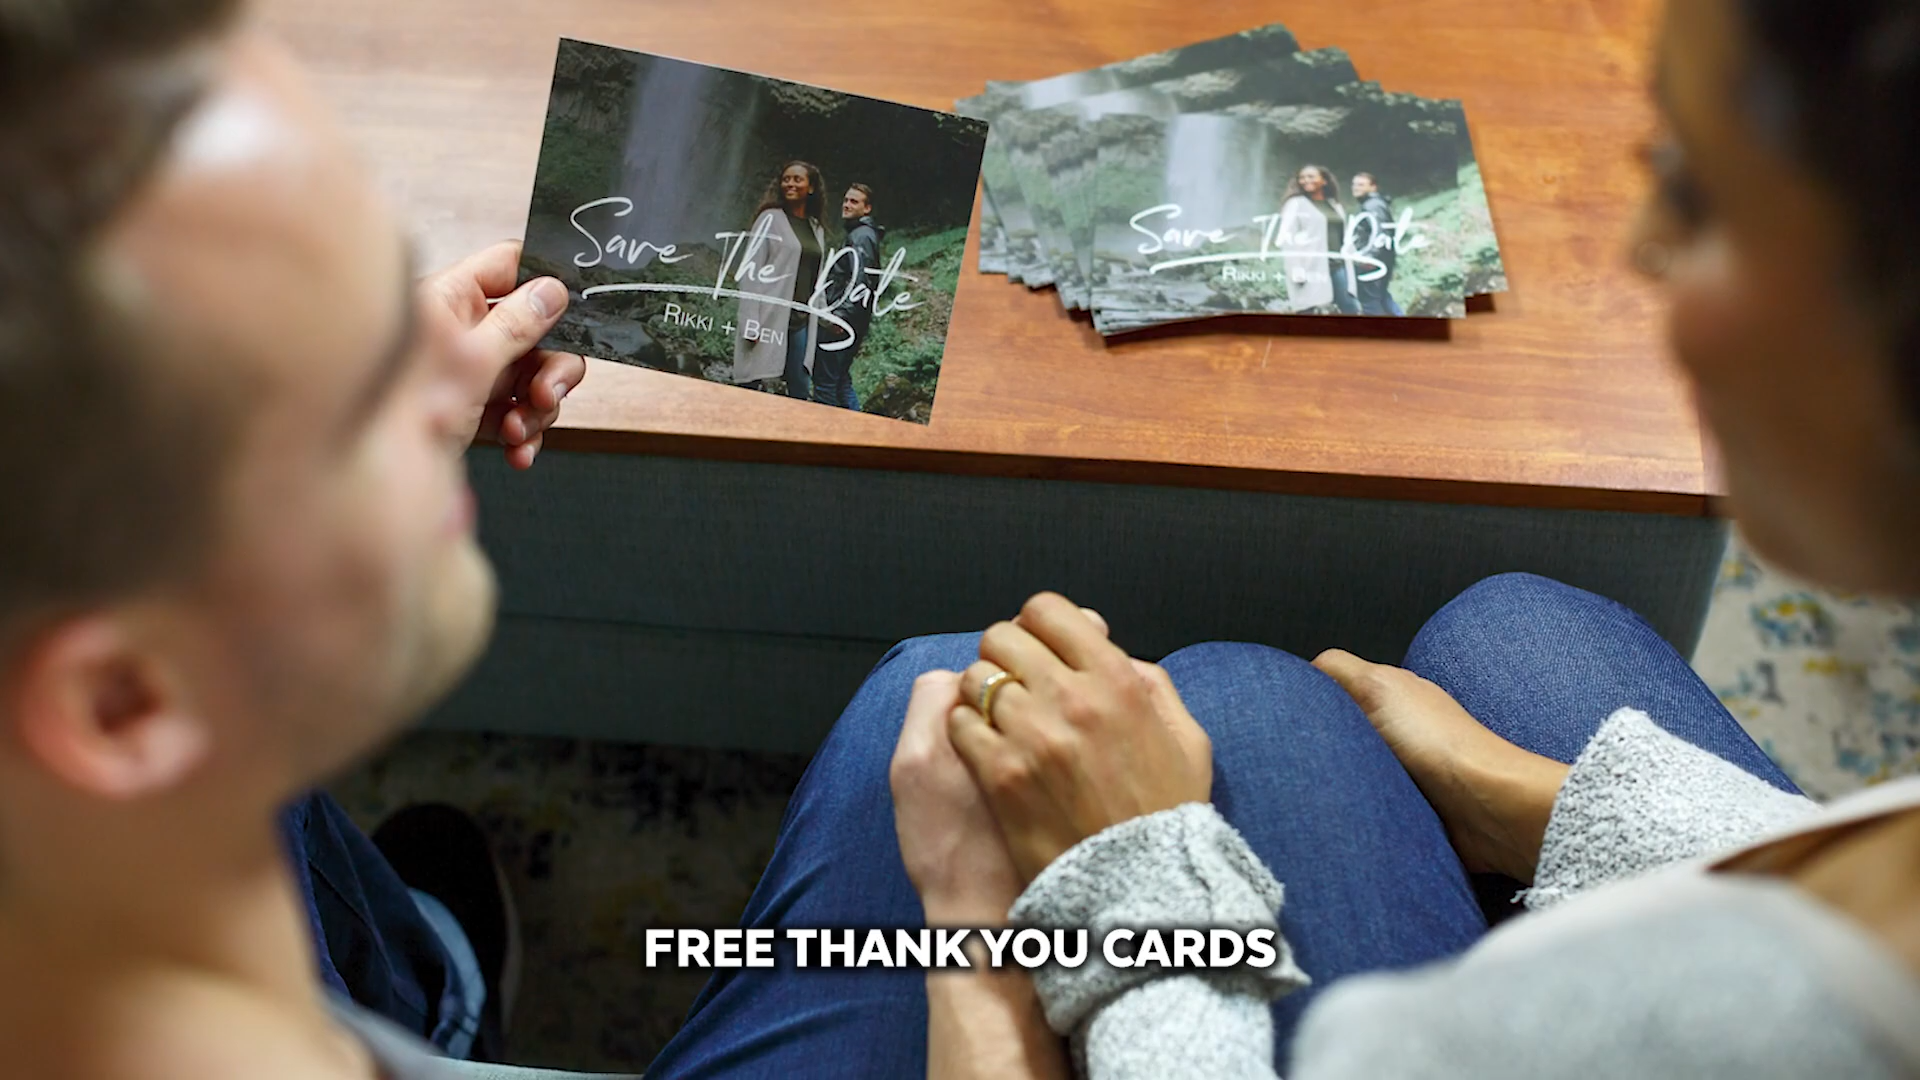 Save The Date
RIKKI + BEN
Save The Date
RIKKI + BEN
FREE THANK YOU CARDS